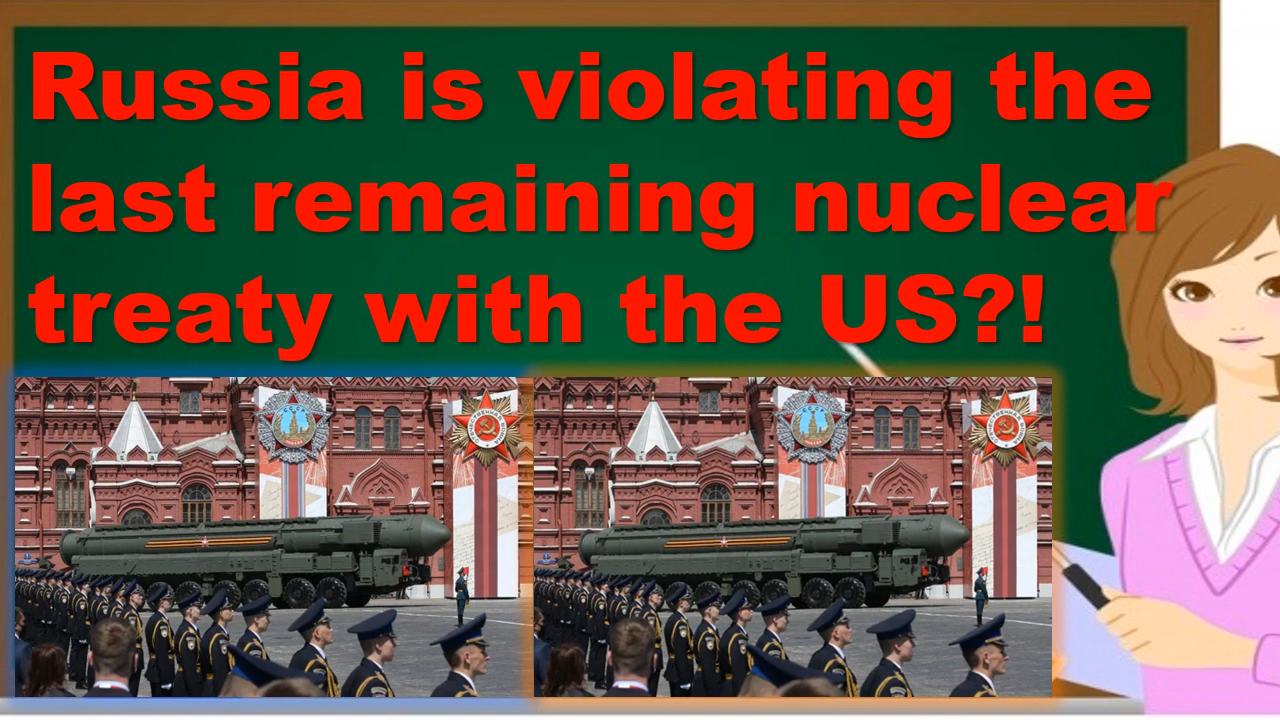 Russia is violating the
last remaining nuclear
treaty with the US?!